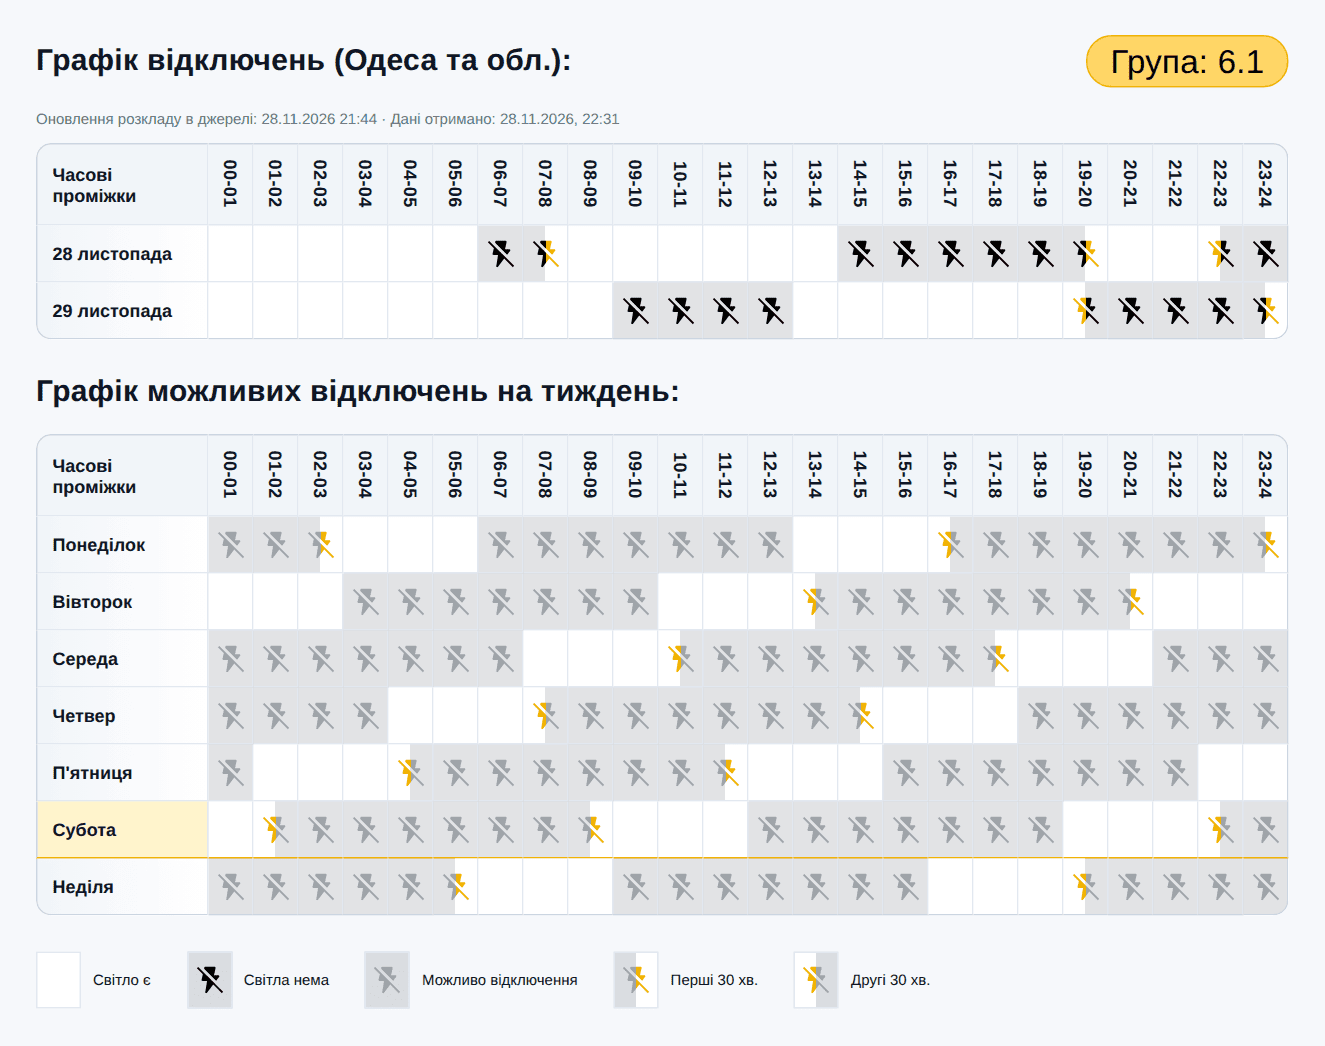 Графік відключень (Одеса та обл.):
Група: 6.1
Оновлення розкладу в джерелі: 28.11.2026 21:44 · Дані отримано: 28.11.2026, 22:31
Часові проміжки 00-01 01-02 02-03 03-04 04-05 05-06 06-07 07-08 08-09 09-10 10-11 11-12 12-13 13-14 14-15 15-16 16-17 17-18 18-19 19-20 20-21 21-22 22-23 23-24
28 листопада
29 листопада
Графік можливих відключень на тиждень:
Часові проміжки 00-01 01-02 02-03 03-04 04-05 05-06 06-07 07-08 08-09 09-10 10-11 11-12 12-13 13-14 14-15 15-16 16-17 17-18 18-19 19-20 20-21 21-22 22-23 23-24
Понеділок
Вівторок
Середа
Четвер
П'ятниця
Субота
Неділя
Світло є Світла нема Можливо відключення Перші 30 хв. Другі 30 хв.